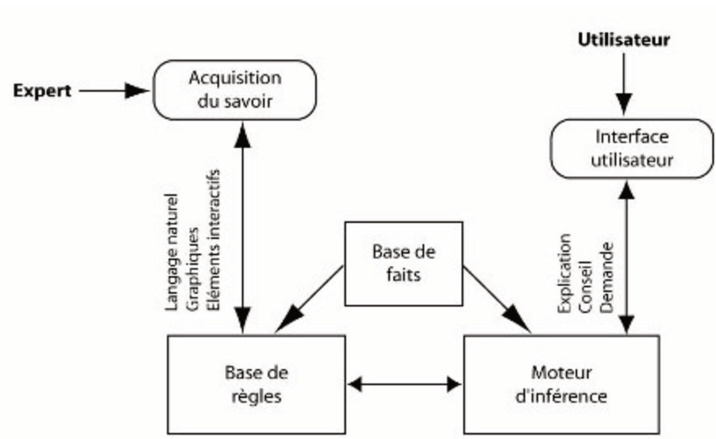 Utilisateur
Expert
Acquisition
du savoir
Interface
utilisateur
Langage naturel
Graphiques
Eléments interactifs
Base de
faits
Explication
Conseil
Demande
Base de
règles
Moteur
d'inférence